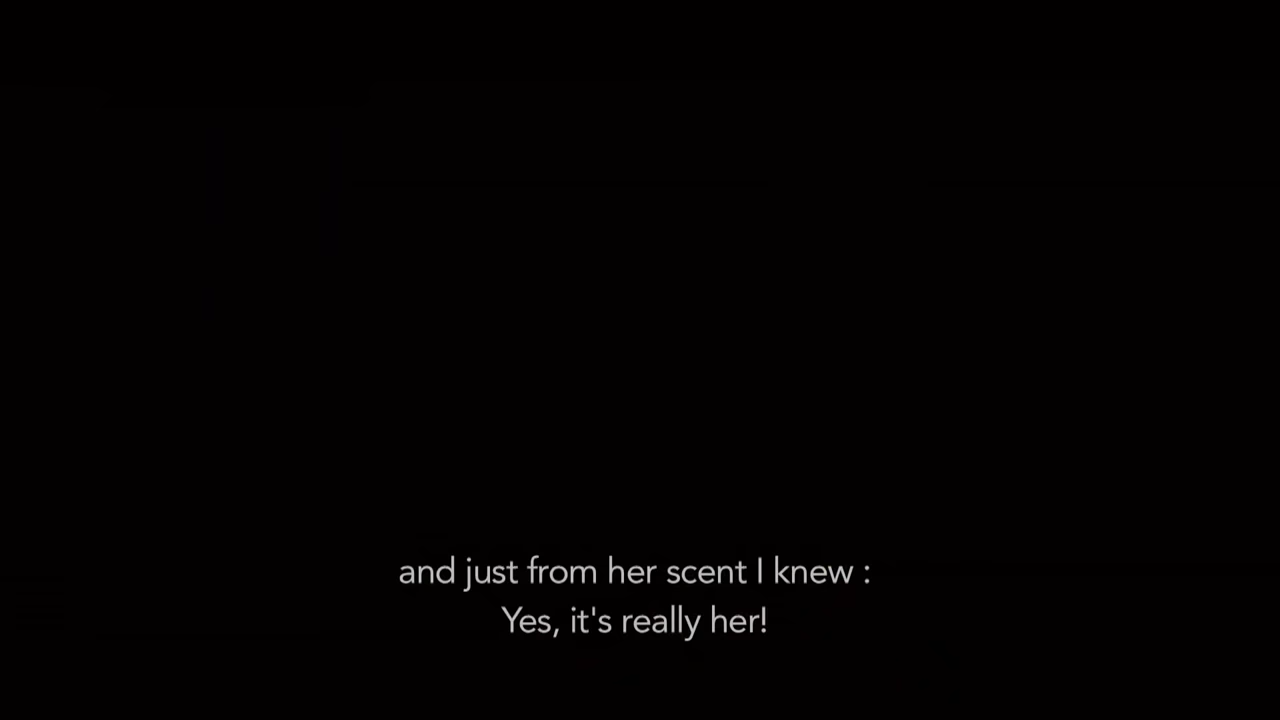 and just from her scent I knew :
Yes, it's really her!